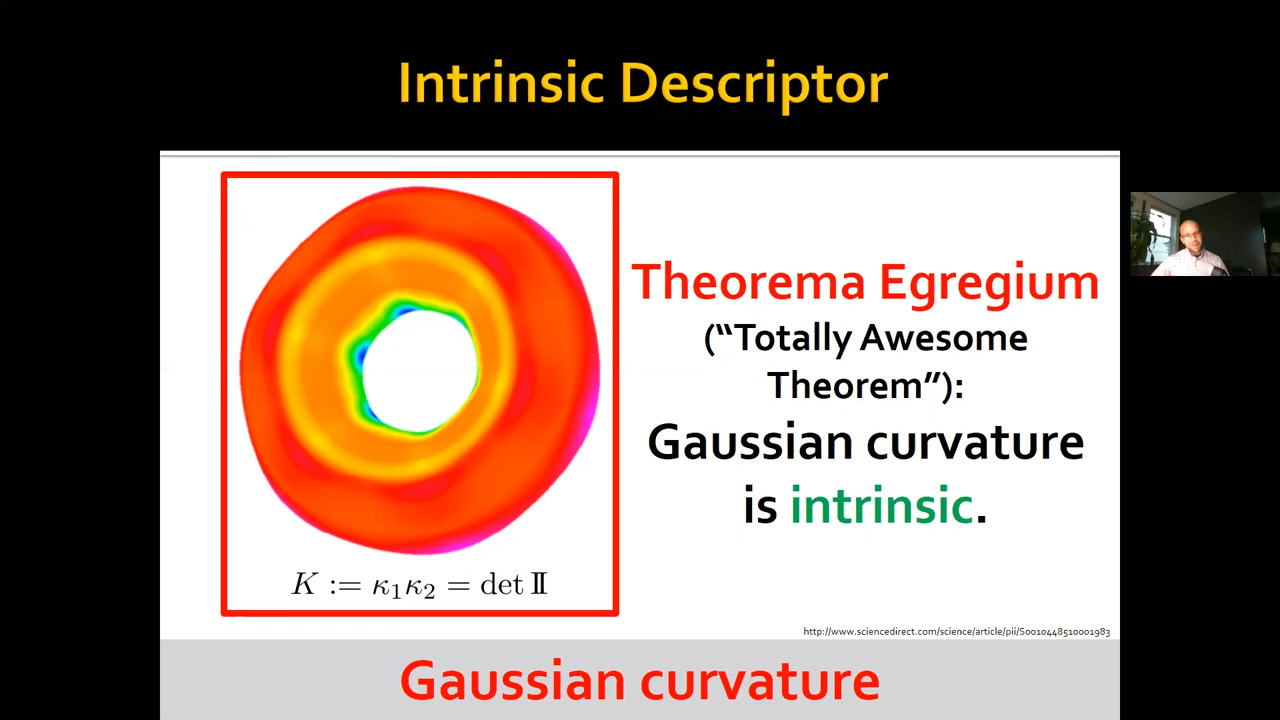 Intrinsic Descriptor
Theorema Egregium
(“Totally Awesome
Theorem”):
Gaussian curvature
is intrinsic.
K := κ₁κ₂ = det 𝕀𝕀
http://www.sciencedirect.com/science/article/pii/S0010448510001983
Gaussian curvature